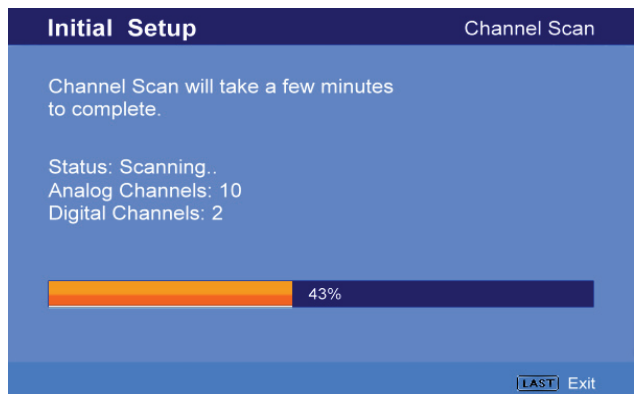 Initial Setup
Channel Scan
Channel Scan will take a few minutes
to complete.
Status: Scanning..
Analog Channels: 10
Digital Channels: 2
43%
LAST Exit